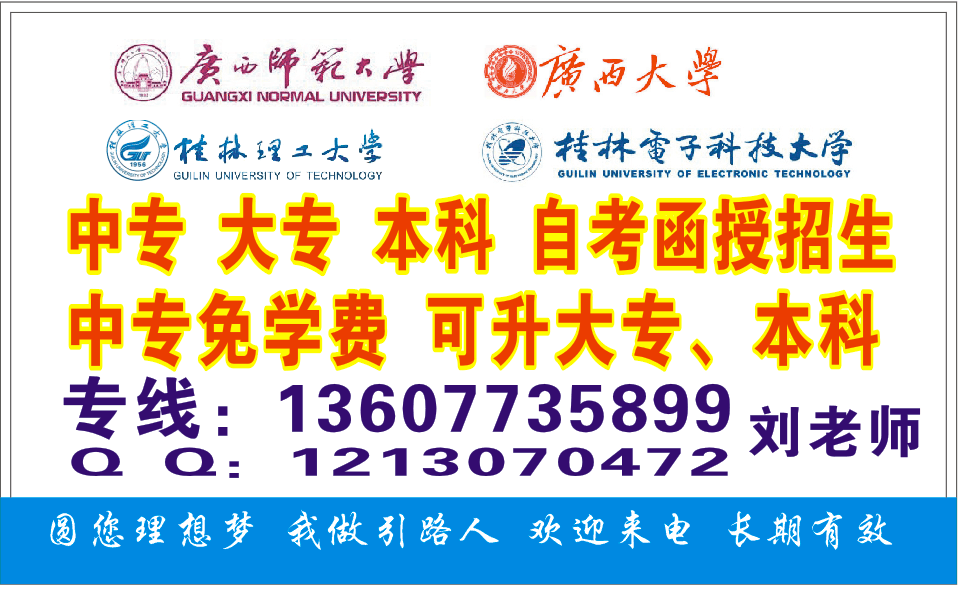 廣西師範大學
GUANGXI NORMAL UNIVERSITY
廣西大學
桂林理工大学
GUILIN UNIVERSITY OF TECHNOLOGY
1956
桂林電子科技大学
GUILIN UNIVERSITY OF ELECTRONIC TECHNOLOGY
中专 大专 本科 自考函授招生
中专免学费 可升大专、本科
专线：13607735899 刘老师
QQ：1213070472
圆您理想梦 我做引路人 欢迎来电 长期有效